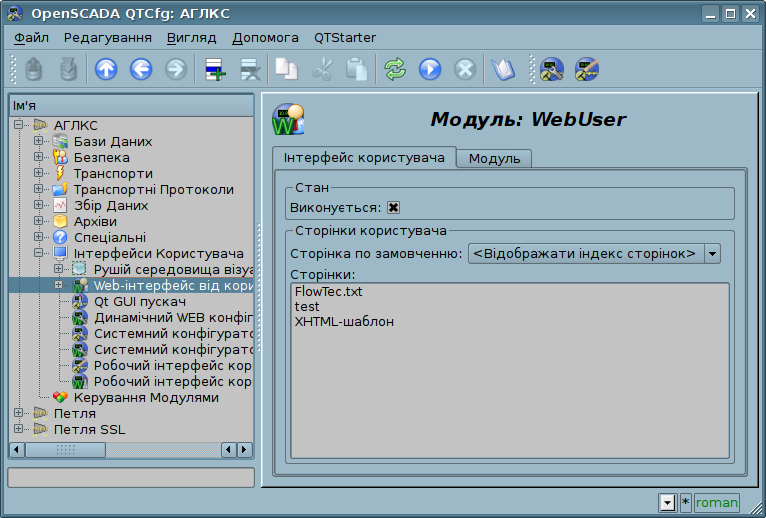 OpenSCADA QTCfg: АГЛКС
Файл Редагування Вигляд Допомога QTStarter
Ім'я
АГЛКС
Бази Даних
Безпека
Транспорти
Транспортні Протоколи
Збір Даних
Архіви
Спеціальні
Інтерфейси Користувача
Рушій середовища візуа
Web-інтерфейс від кори
Qt GUI пускач
Динамічний WEB конфіг
Системний конфігурато
Системний конфігурато
Робочий інтерфейс кор
Робочий інтерфейс кор
Керування Модулями
Петля
Петля SSL
Модуль: WebUser
Інтерфейс користувача Модуль
Стан
Виконується:
Сторінки користувача
Сторінка по замовченню: <Відображати індекс сторінок>
Сторінки:
FlowTec.txt
test
XHTML-шаблон
* roman